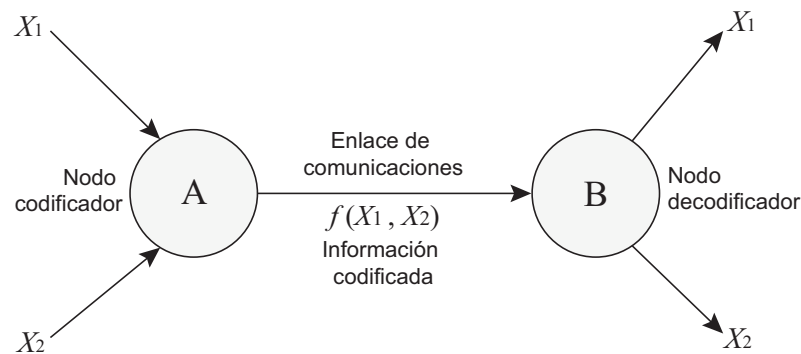 X1
X1
Enlace de
comunicaciones
Nodo
codificador
A
B
Nodo
decodificador
f(X1 , X2)
Información
codificada
X2
X2